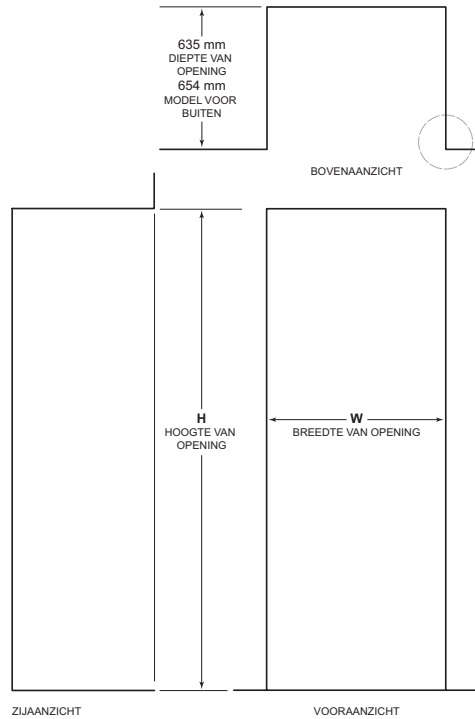 635 mm
DIEPTE VAN
OPENING
654 mm
MODEL VOOR
BUITEN
BOVENAANZICHT
H
HOOGTE VAN
OPENING
W
BREEDTE VAN OPENING
ZIJAANZICHT
VOORAANZICHT